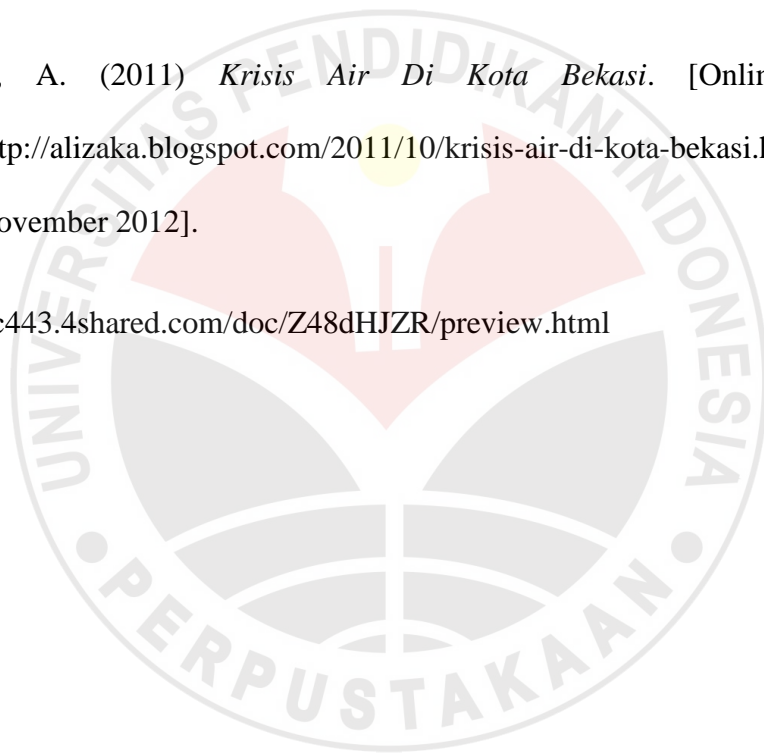 , A. (2011) Krisis Air Di Kota Bekasi. [Onlin
tp://alizaka.blogspot.com/2011/10/krisis-air-di-kota-bekasi.h
ovember 2012].
c443.4shared.com/doc/Z48dHJZR/preview.html
UNIVERSITAS PENDIDIKAN INDONESIA
PERPUSTAKAAN